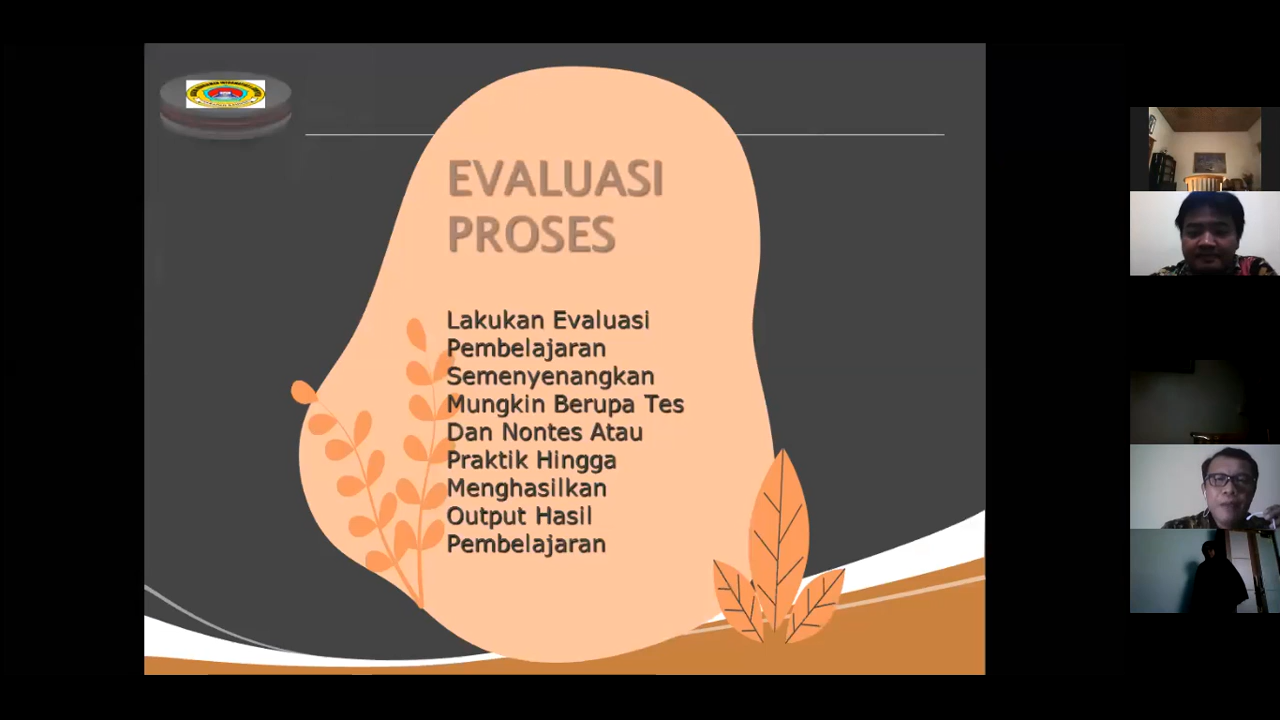 EVALUASI
PROSES
Lakukan Evaluasi
Pembelajaran
Semenyenangkan
Mungkin Berupa Tes
Dan Nontes Atau
Praktik Hingga
Menghasilkan
Output Hasil
Pembelajaran